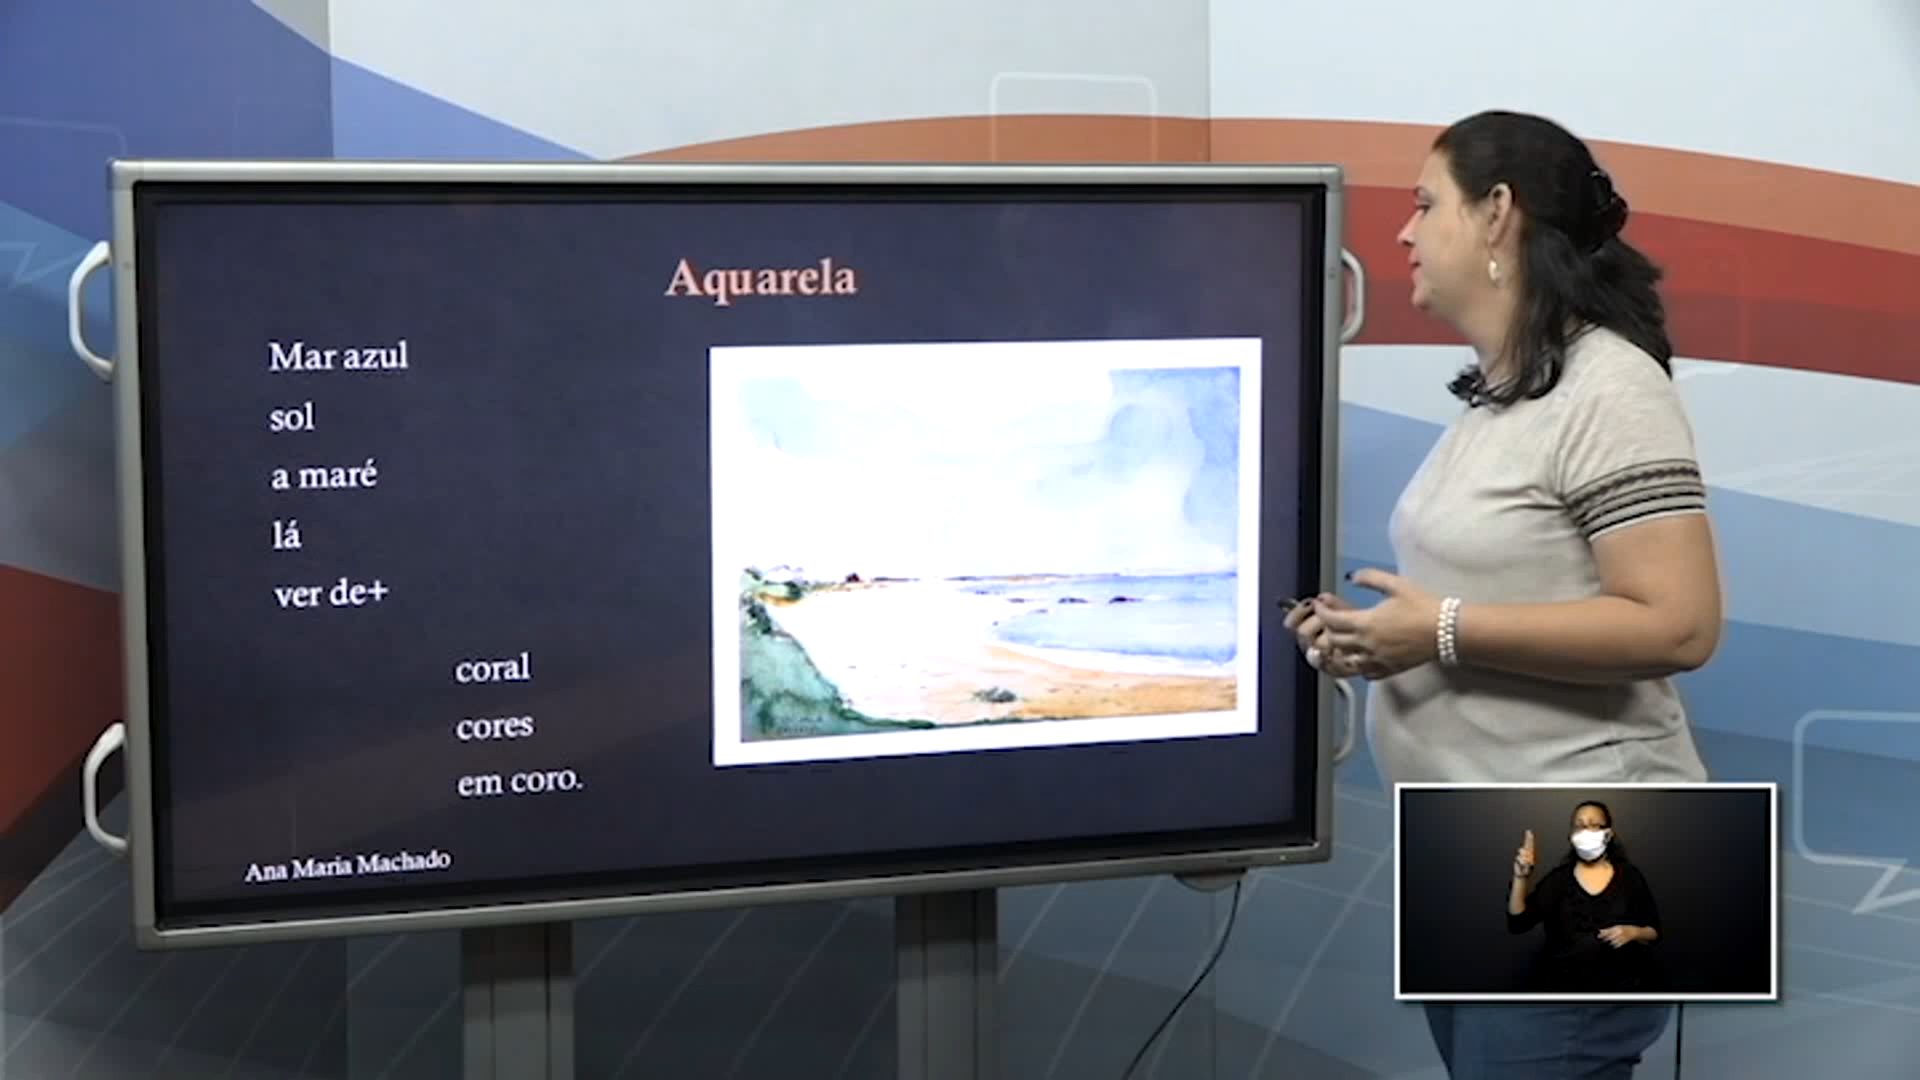 Aquarela
Mar azul
sol
a maré
lá
ver de+
coral
cores
em coro.
Ana Maria Machado